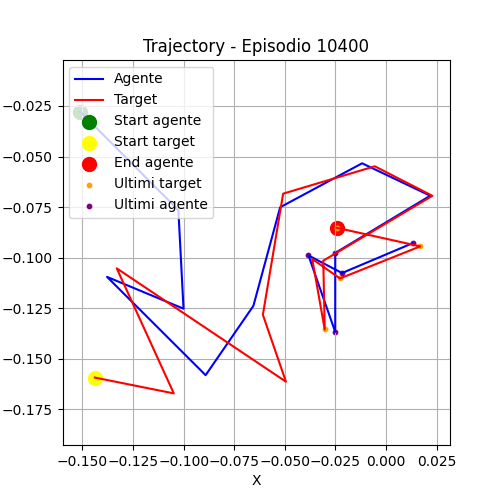 Trajectory - Episodio 10400
Agente
Target
Start agente
Start target
End agente
Ultimi target
Ultimi agente
−0.025
−0.050
−0.075
−0.100
−0.125
−0.150
−0.175
−0.150 −0.125 −0.100 −0.075 −0.050 −0.025 0.000 0.025
X